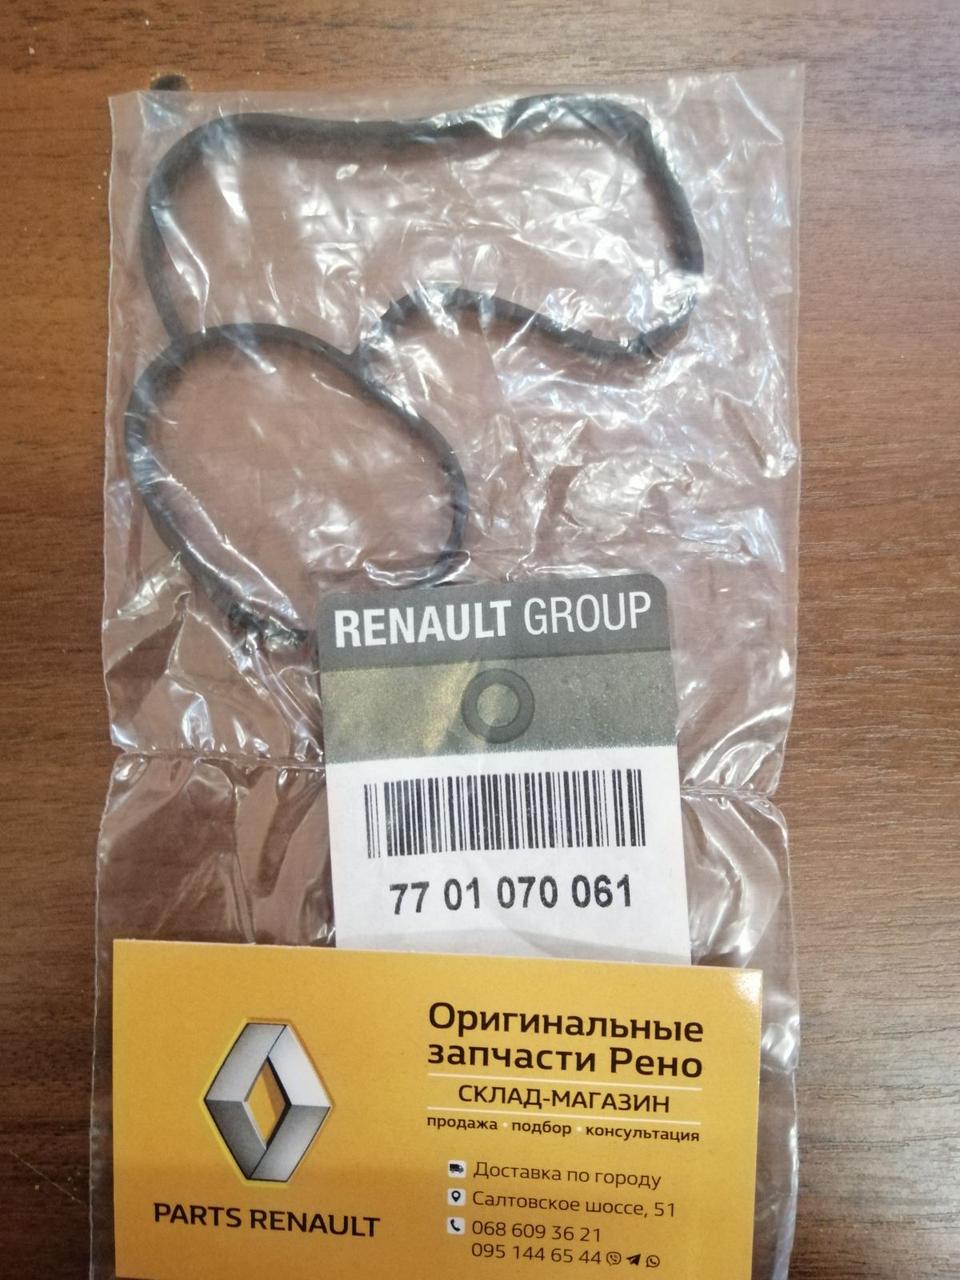 RENAULT GROUP
77 01 070 061
Оригинальные
запчасти Рено
СКЛАД-МАГАЗИН
продажа • подбор • консультация
Доставка по городу
Салтовское шоссе, 51
068 609 36 21
095 144 65 44
PARTS RENAULT